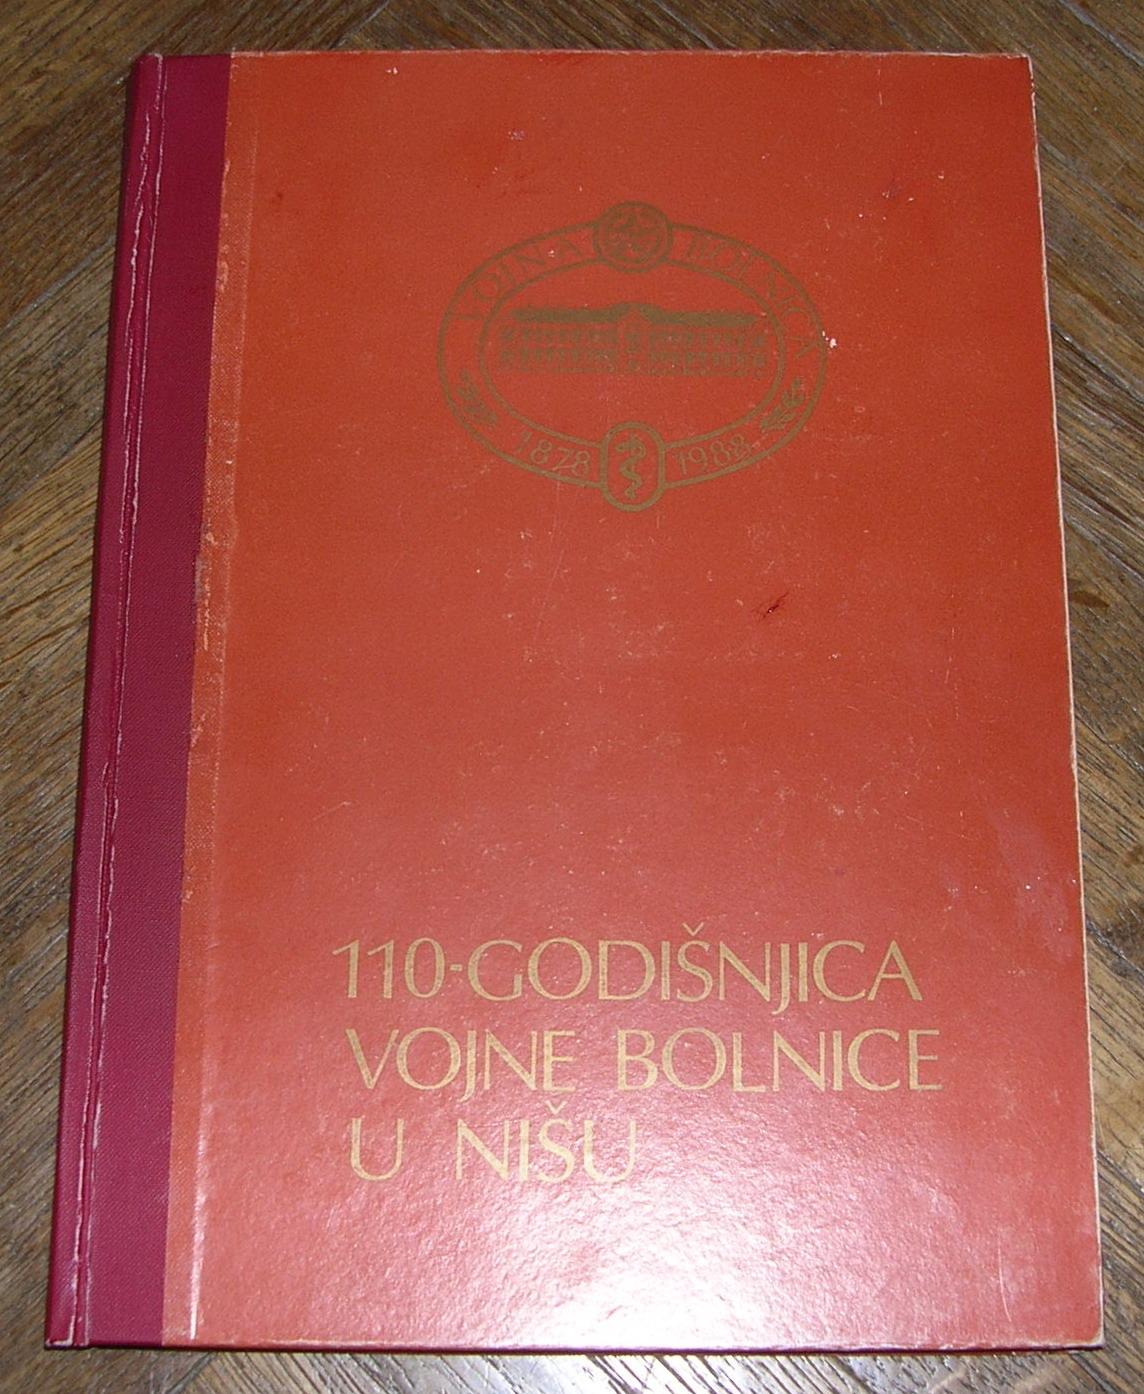 VOJNA BOLNICA
1878 1988
110-GODIŠNJICA
VOJNE BOLNICE
U NIŠU